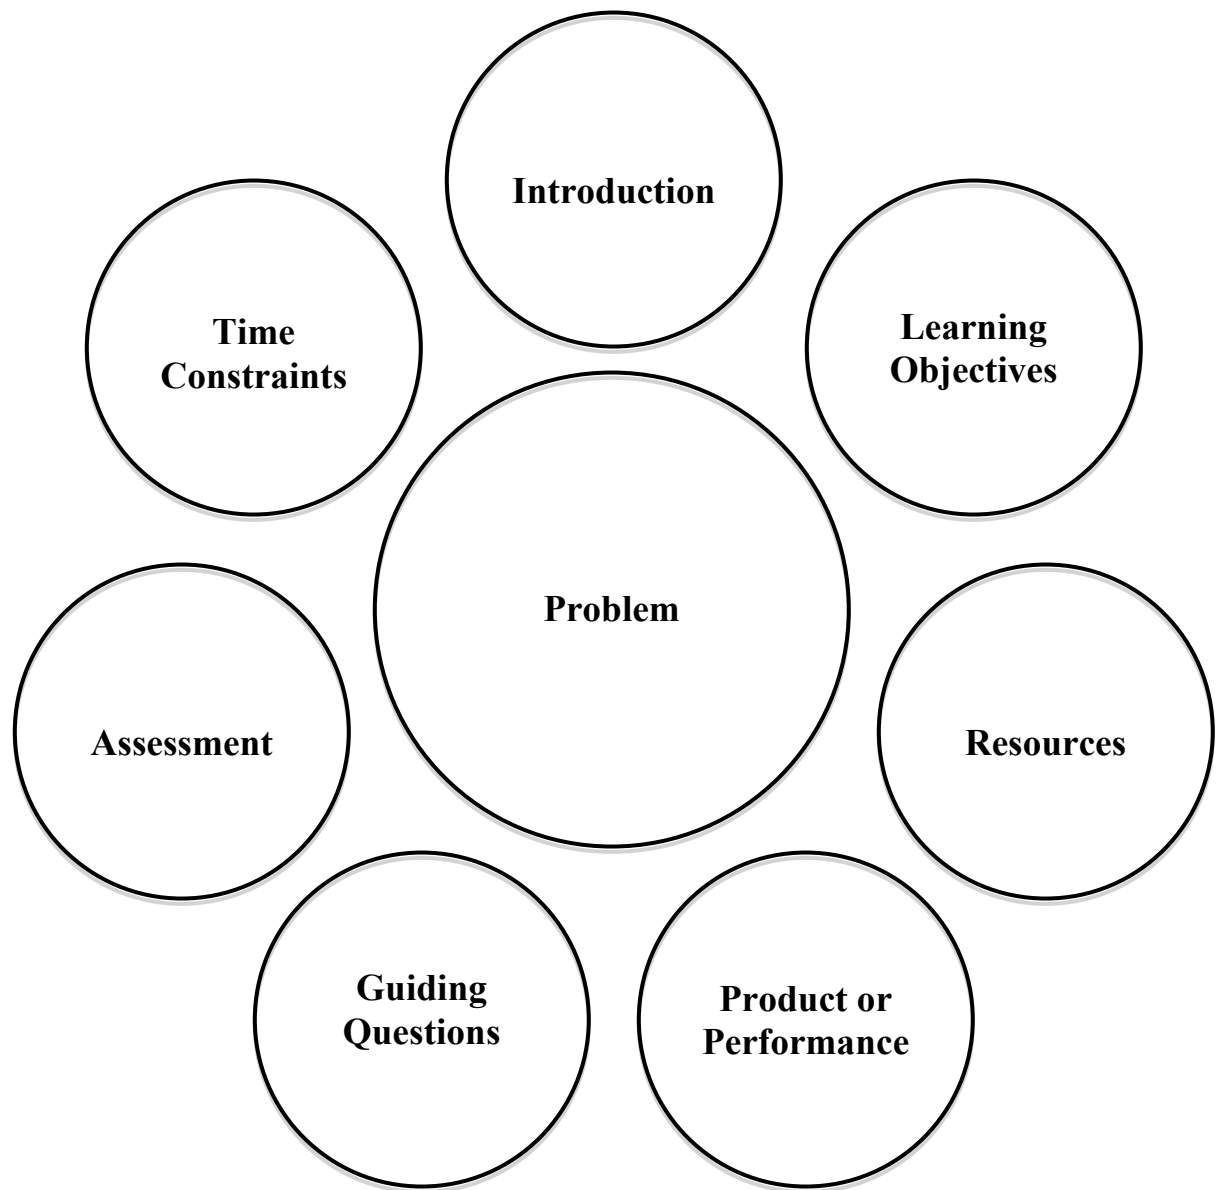 Introduction
Learning
Objectives
Time
Constraints
Problem
Assessment
Resources
Guiding
Questions
Product or
Performance